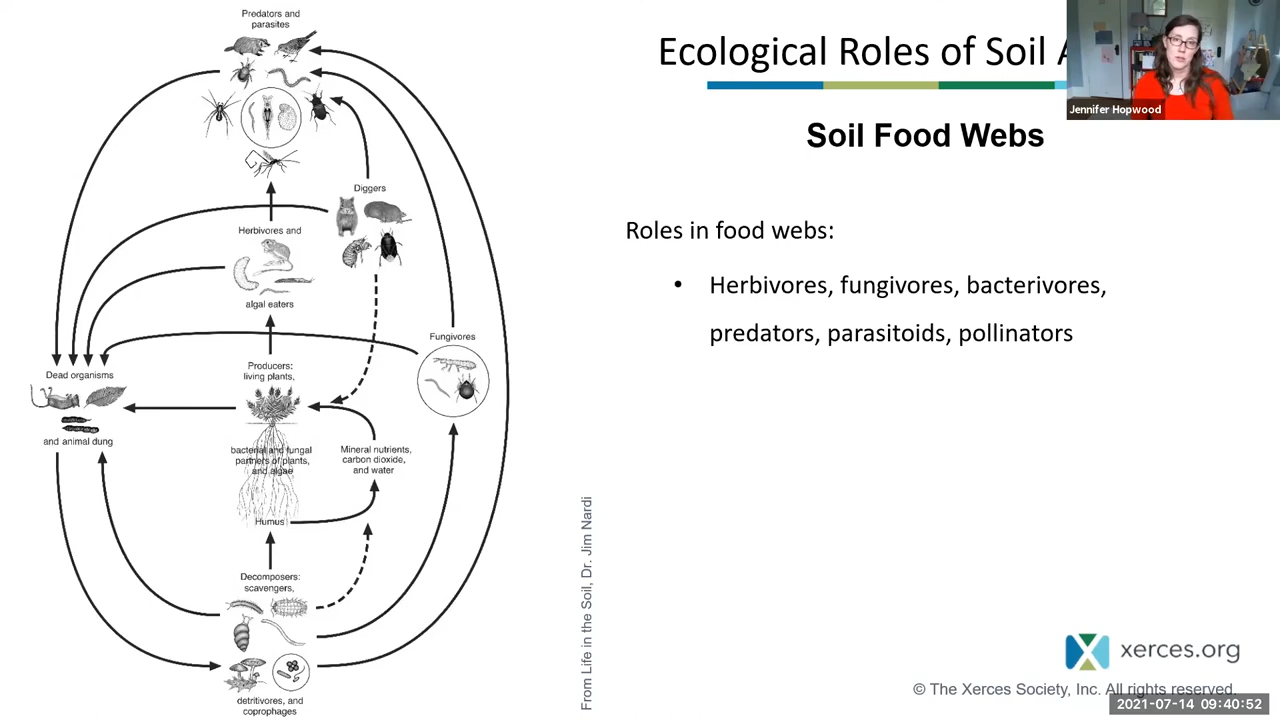 Predators and
parasites
Diggers
Herbivores and
algal eaters
Fungivores
Producers:
living plants,
Dead organisms
and animal dung
bacterial and fungal
partners of plants,
and algae
Mineral nutrients,
carbon dioxide,
and water
Humus
Decomposers:
scavengers,
detritivores, and
coprophages
From Life in the Soil, Dr. Jim Nardi
Ecological Roles of Soil
Jennifer Hopwood
Soil Food Webs
Roles in food webs:
• Herbivores, fungivores, bacterivores,
predators, parasitoids, pollinators
xerces.org
© The Xerces Society, Inc. All rights reserved.
2021-07-14 09:40:52